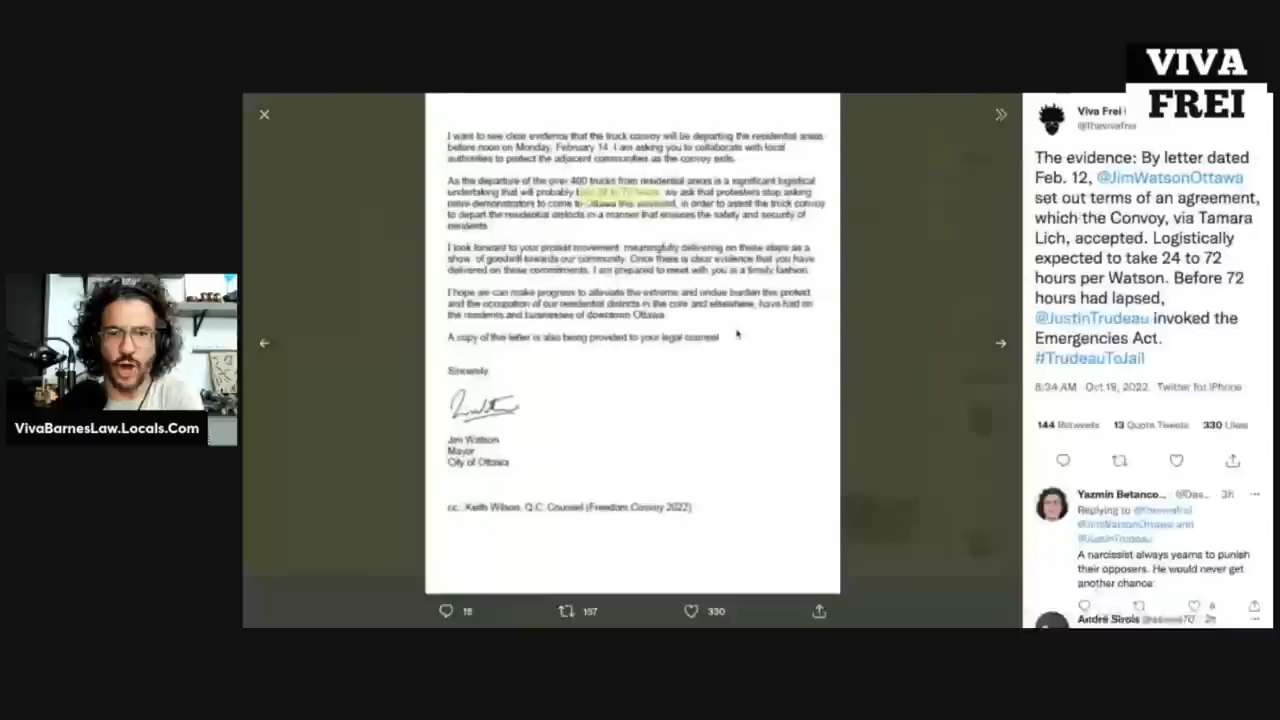 VIVA
FREI
I want to see clear evidence that the truck convoy will be departing the residential areas
before noon on Monday, February 14. I am asking you to collaborate with local
authorities to protect the adjacent communities as the convoy exits.
As the departure of the over 400 trucks from residential areas is a significant logistical
undertaking that will probably take 24 to 72 hours, we ask that protesters stop asking
more demonstrators to come to Ottawa this weekend, in order to assist the truck convoy
to depart the residential districts in a manner that ensures the safety and security of
residents.
I look forward to your protest movement meaningfully delivering on these steps as a
show of goodwill towards our community. Once there is clear evidence that you have
delivered on these commitments, I am prepared to meet with you in a timely fashion.
I hope we can make progress to alleviate the extreme and undue burden the protest
and the occupation of our residential districts in the core and elsewhere, have had on
the residents and businesses of downtown Ottawa.
A copy of this letter is also being provided to your legal counsel
Sincerely
Jim Watson
Mayor
City of Ottawa
cc. Keith Wilson, Q.C. Counsel (Freedom Convoy 2022)
16
157
330
VivaBarnesLaw.Locals.Com
Viva Frei
@Thevivafrei
The evidence: By letter dated
Feb. 12, @JimWatsonOttawa
set out terms of an agreement,
which the Convoy, via Tamara
Lich, accepted. Logistically
expected to take 24 to 72
hours per Watson. Before 72
hours had lapsed,
@JustinTrudeau invoked the
Emergencies Act.
#TrudeauToJail
8:34 AM · Oct 19, 2022 · Twitter for iPhone
144 Retweets 13 Quote Tweets 330 Likes
Yazmin Betanco... @Das... 3h
Replying to @thevivafrei
@JimWatsonOttawa and
@JustinTrudeau
A narcissist always yearns to punish
their opposers. He would never get
another chance